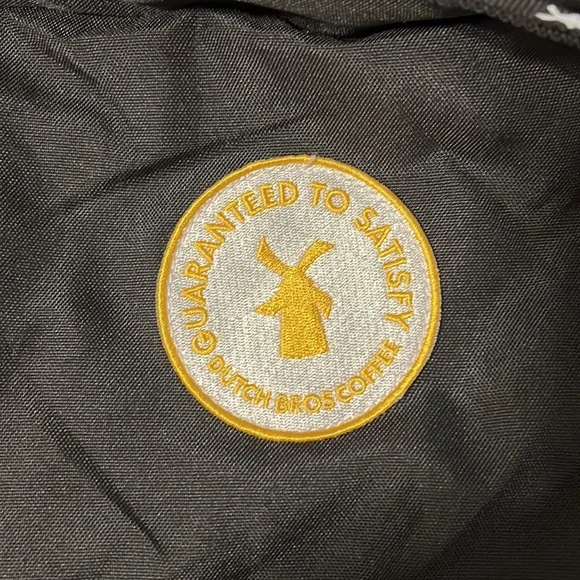 GUARANTEED TO SATISFY
DUTCH BROS COFFEE